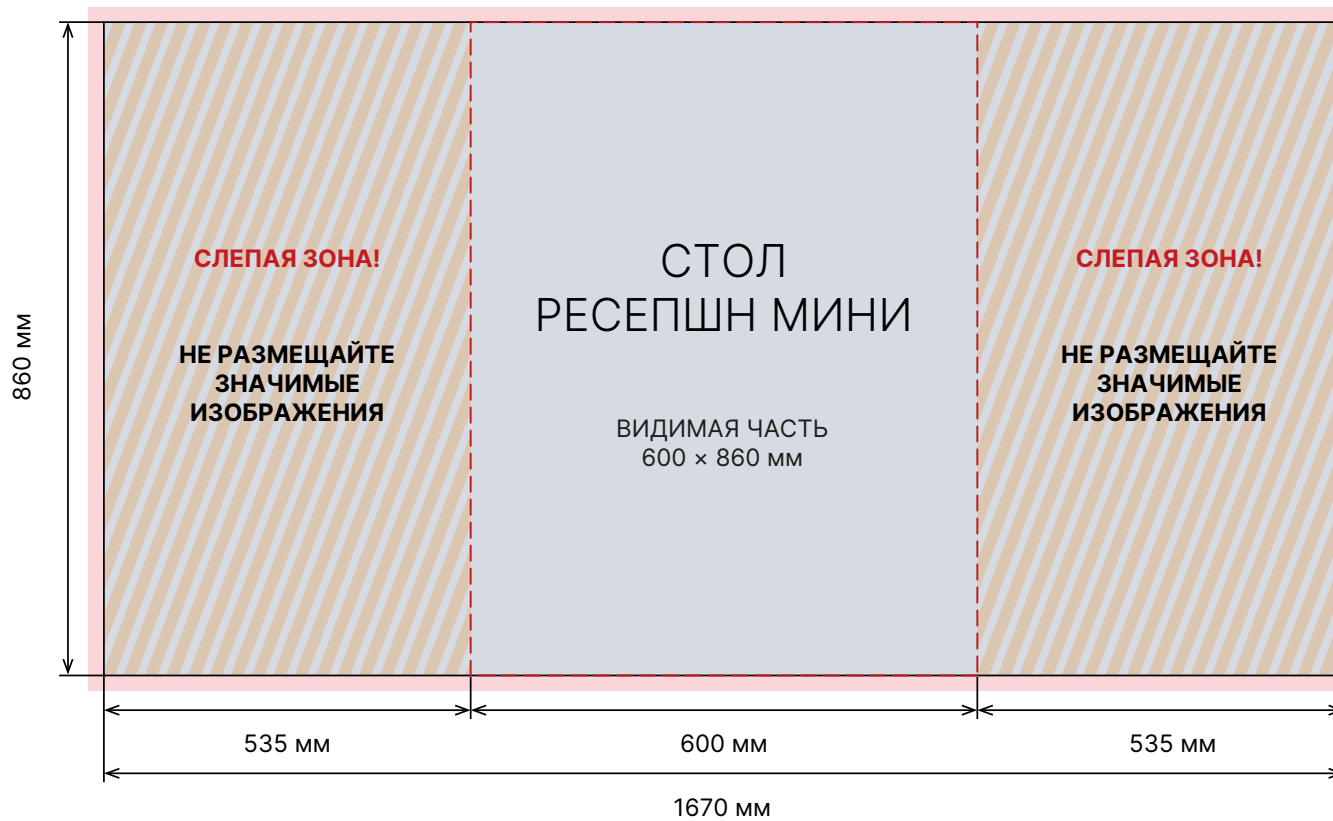 860 мм
СЛЕПАЯ ЗОНА!
НЕ РАЗМЕЩАЙТЕ
ЗНАЧИМЫЕ
ИЗОБРАЖЕНИЯ
СТОЛ
РЕСЕПШН МИНИ
ВИДИМАЯ ЧАСТЬ
600 × 860 мм
СЛЕПАЯ ЗОНА!
НЕ РАЗМЕЩАЙТЕ
ЗНАЧИМЫЕ
ИЗОБРАЖЕНИЯ
535 мм
600 мм
535 мм
1670 мм